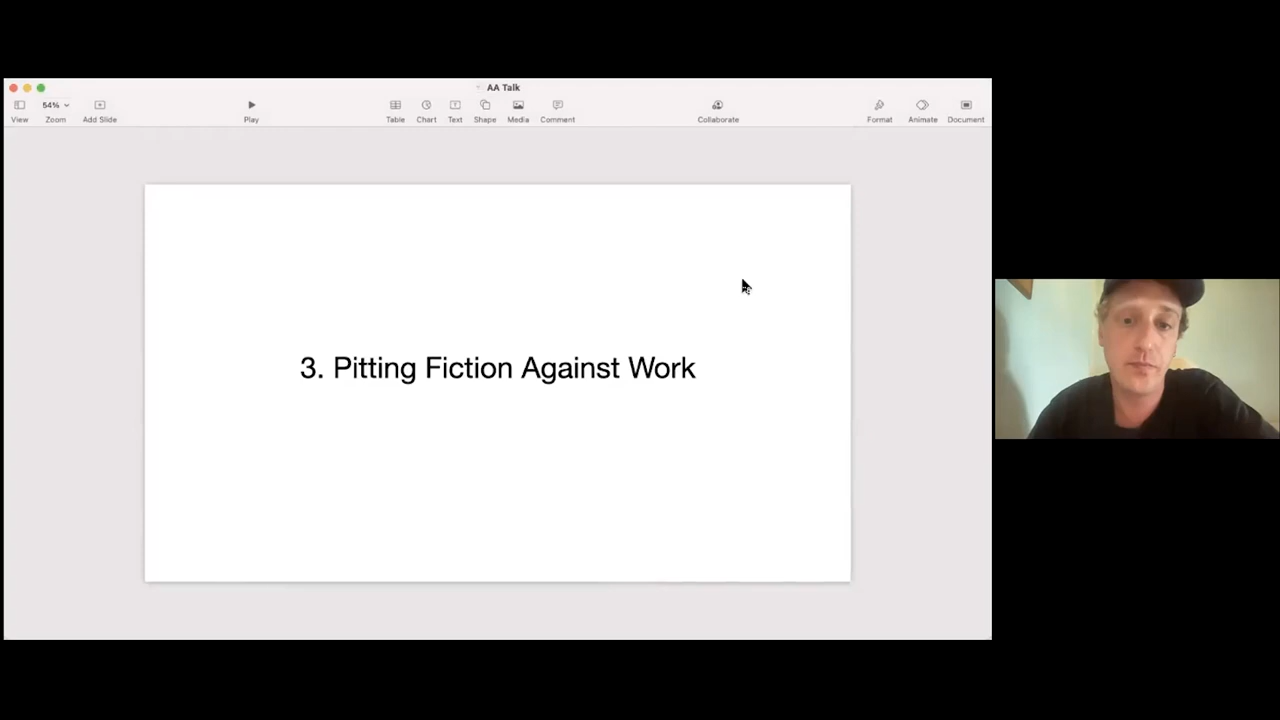 AA Talk
View
54%
Zoom
Add Slide
Play
Table
Chart
Text
Shape
Media
Comment
Collaborate
Format
Animate
Document
3. Pitting Fiction Against Work